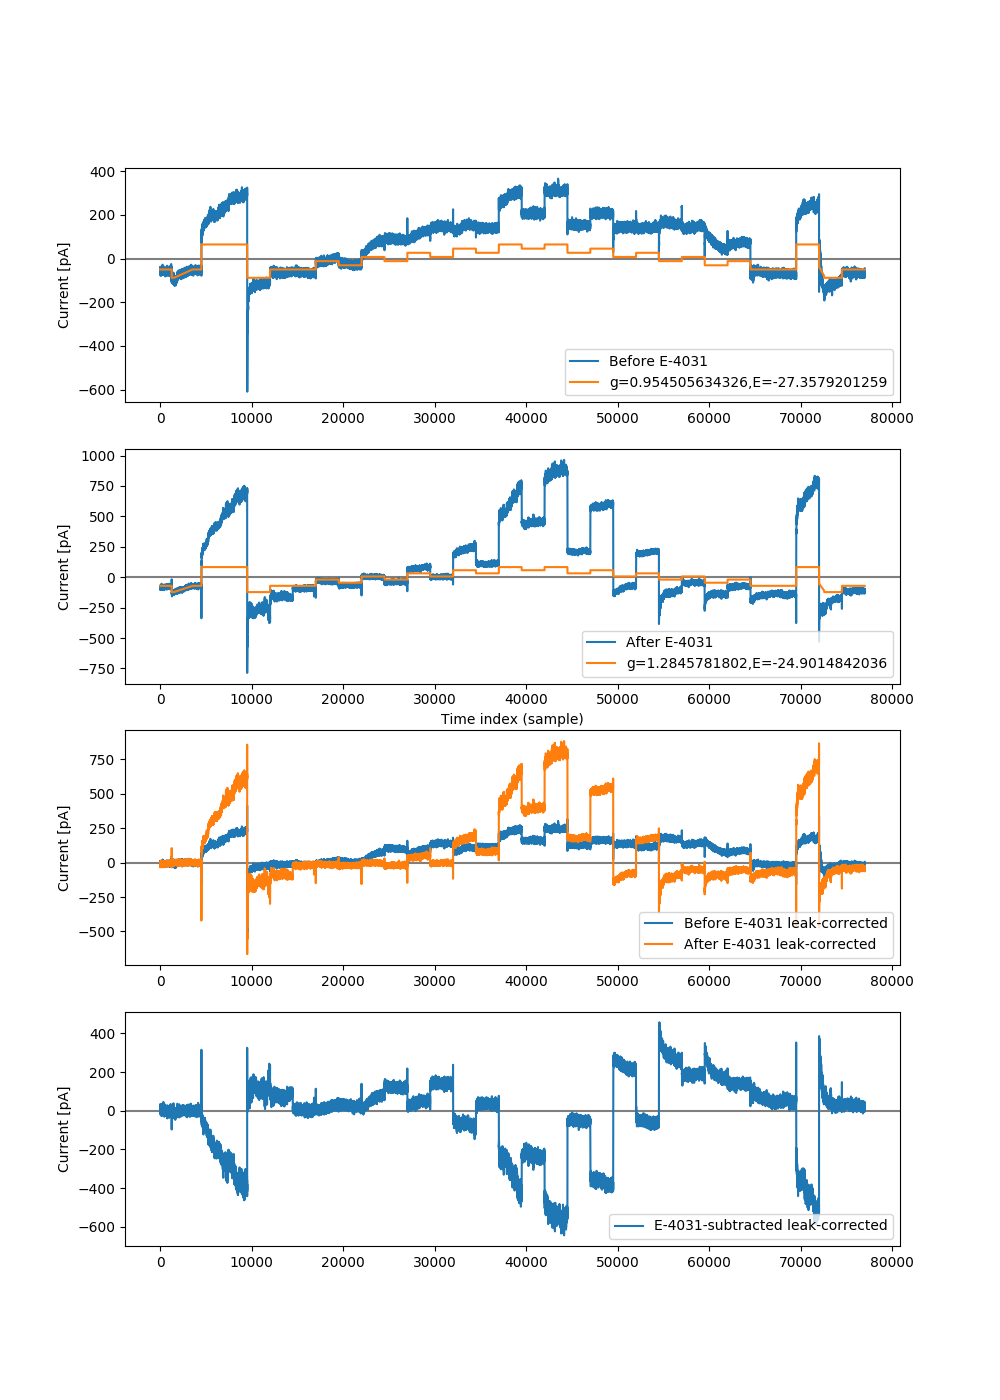 400
200
0
−200
−400
−600
Current [pA]
Before E-4031
g=0.954505634326,E=-27.3579201259
0 10000 20000 30000 40000 50000 60000 70000 80000
1000
750
500
250
0
−250
−500
−750
Current [pA]
After E-4031
g=1.2845781802,E=-24.9014842036
0 10000 20000 30000 40000 50000 60000 70000 80000
Time index (sample)
750
500
250
0
−250
−500
Current [pA]
Before E-4031 leak-corrected
After E-4031 leak-corrected
0 10000 20000 30000 40000 50000 60000 70000 80000
400
200
0
−200
−400
−600
Current [pA]
E-4031-subtracted leak-corrected
0 10000 20000 30000 40000 50000 60000 70000 80000